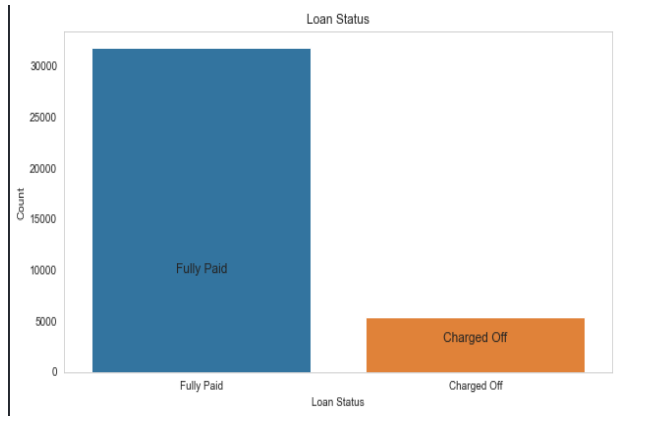 Loan Status
30000
25000
20000
15000
10000
5000
0
Count
Fully Paid
Charged Off
Fully Paid
Charged Off
Loan Status